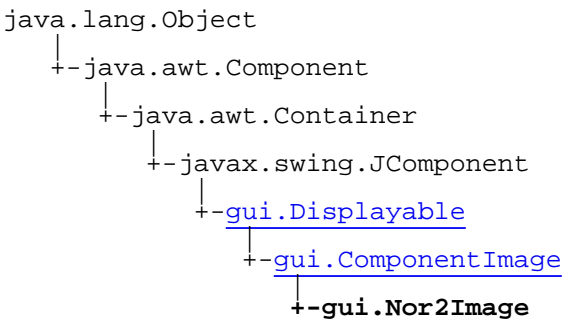 java.lang.Object
|
+-java.awt.Component
|
+-java.awt.Container
|
+-javax.swing.JComponent
|
+-gui.Displayable
|
+-gui.ComponentImage
|
+-gui.Nor2Image